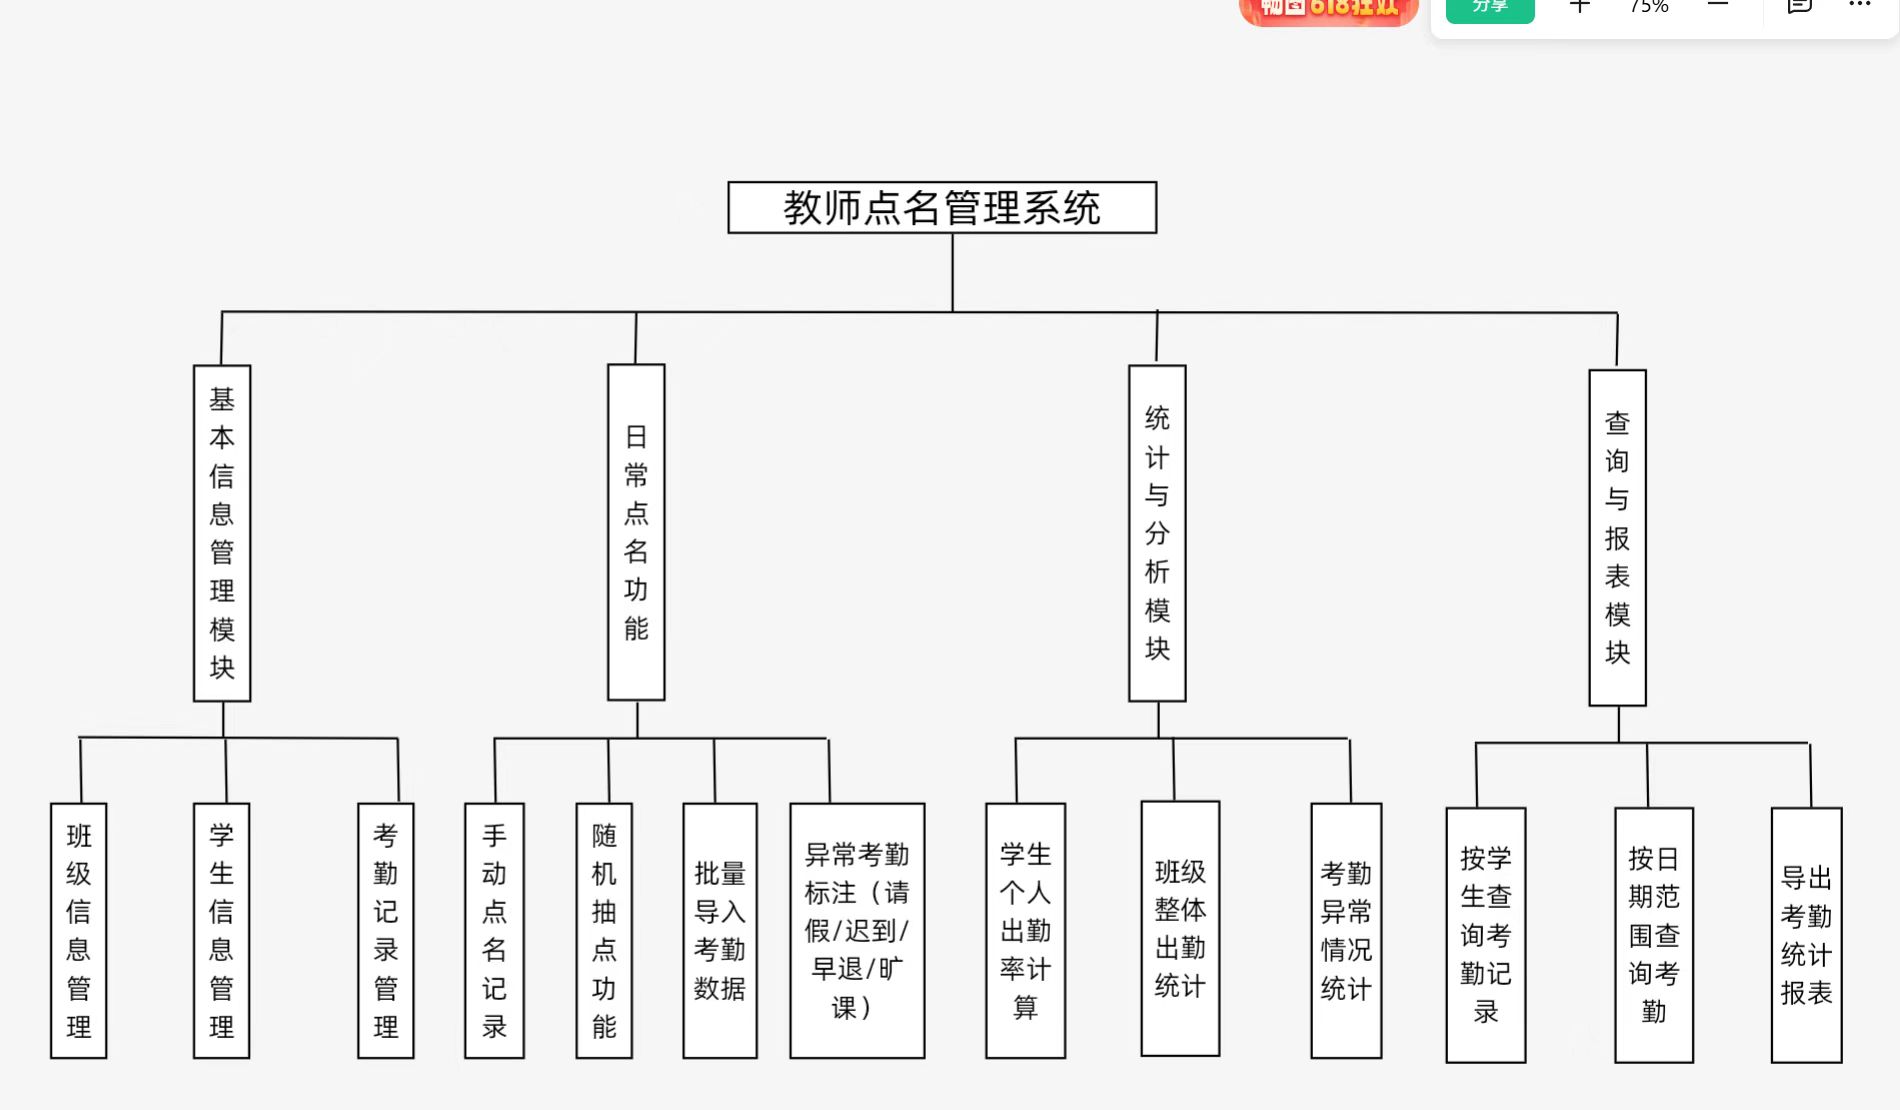 畅图618狂欢
分享
75%
教师点名管理系统
基本信息管理模块
日常点名功能
统计与分析模块
查询与报表模块
班级信息管理
学生信息管理
考勤记录管理
手动点名记录
随机抽点功能
批量
导入
考勤
数据
异常考勤
标注（请
假/迟到/
早退/旷
课）
学生
个人
出勤
率计
算
班级
整体
出勤
统计
考勤
异常
情况
统计
按学
生查
询考
勤记
录
按日
期范
围查
询考
勤
导出
考勤
统计
报表